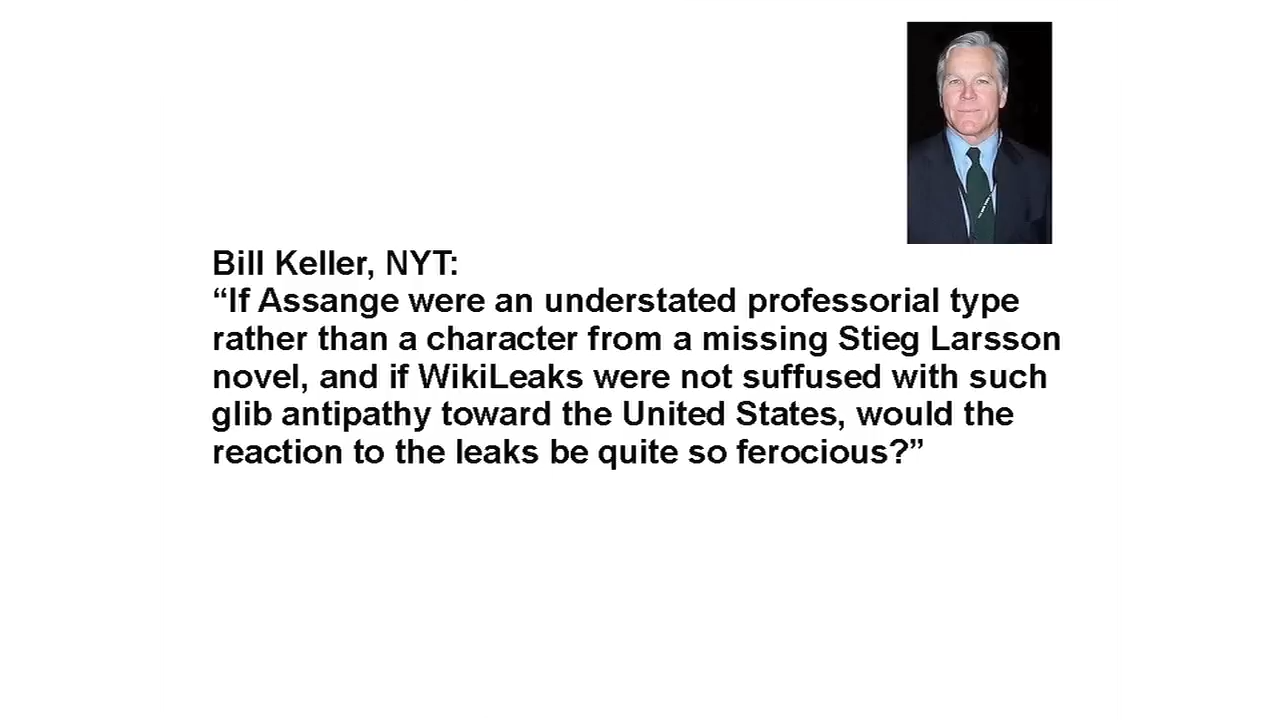 Bill Keller, NYT:
“If Assange were an understated professorial type
rather than a character from a missing Stieg Larsson
novel, and if WikiLeaks were not suffused with such
glib antipathy toward the United States, would the
reaction to the leaks be quite so ferocious?”